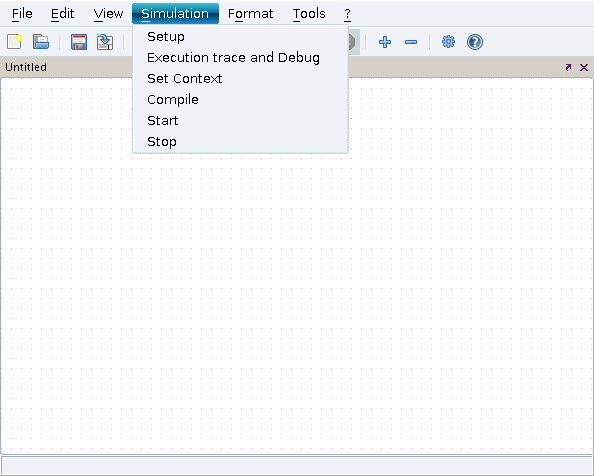 File Edit View Simulation Format Tools ?
Setup
Execution trace and Debug
Set Context
Compile
Start
Stop
Untitled